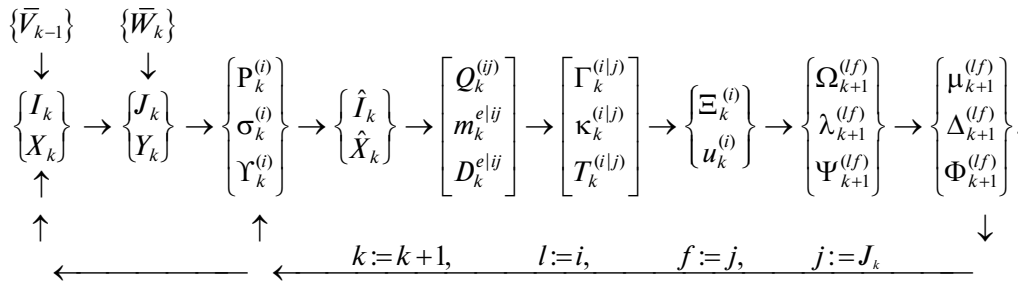 {V̅ₖ₋₁} {W̅ₖ}
↓ ↓
{I_k X_k} → {J_k Y_k} → {Ρ_k^{(i)} σ_k^{(i)} ϒ_k^{(i)}} → {Î_k X̂_k} → [Q_k^{(ij)} m_k^{e|ij} D_k^{e|ij}] → [Γ_k^{(i|j)} κ_k^{(i|j)} T_k^{(i|j)}] → {Ξ_k^{(i)} u_k^{(i)}} → {Ω_{k+1}^{(lf)} λ_{k+1}^{(lf)} Ψ_{k+1}^{(lf)}} → {μ_{k+1}^{(lf)} Δ_{k+1}^{(lf)} Φ_{k+1}^{(lf)}}.
↑
↑ ↑ ↓
← ← k:=k+1, l:=i, f:=j, j:=J_k